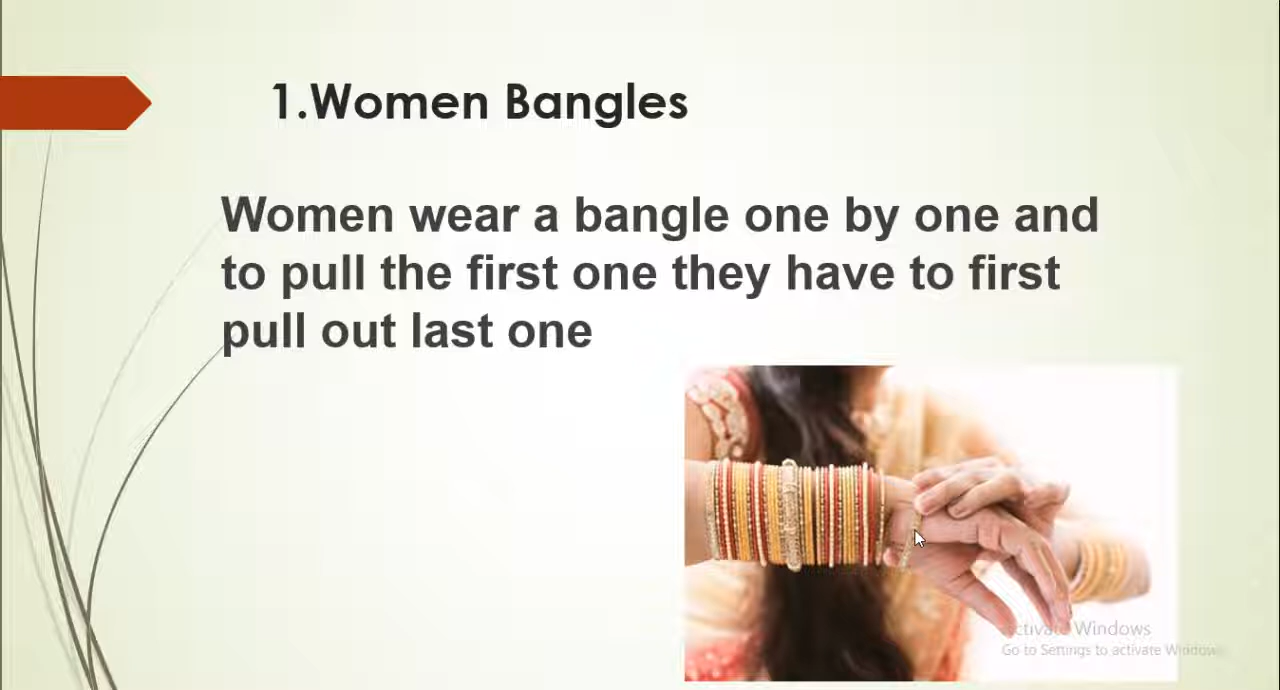 1.Women Bangles
Women wear a bangle one by one and
to pull the first one they have to first
pull out last one
Activate Windows
Go to Settings to activate Windows.